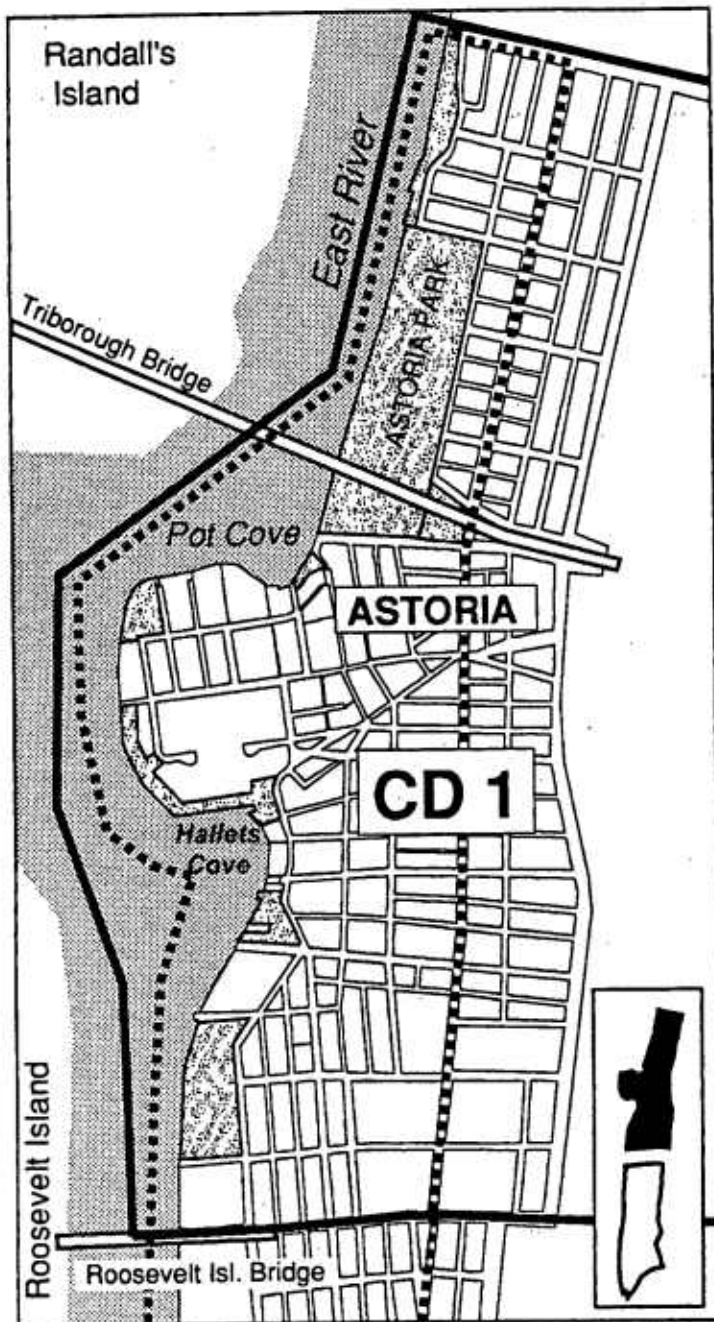 Randall's
Island
East River
Triborough Bridge
ASTORIA PARK
Pot Cove
ASTORIA
CD 1
Hallets
Cove
Roosevelt Island
Roosevelt Isl. Bridge